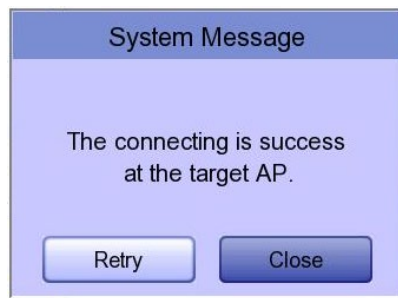 System Message
The connecting is success
at the target AP.
Retry
Close